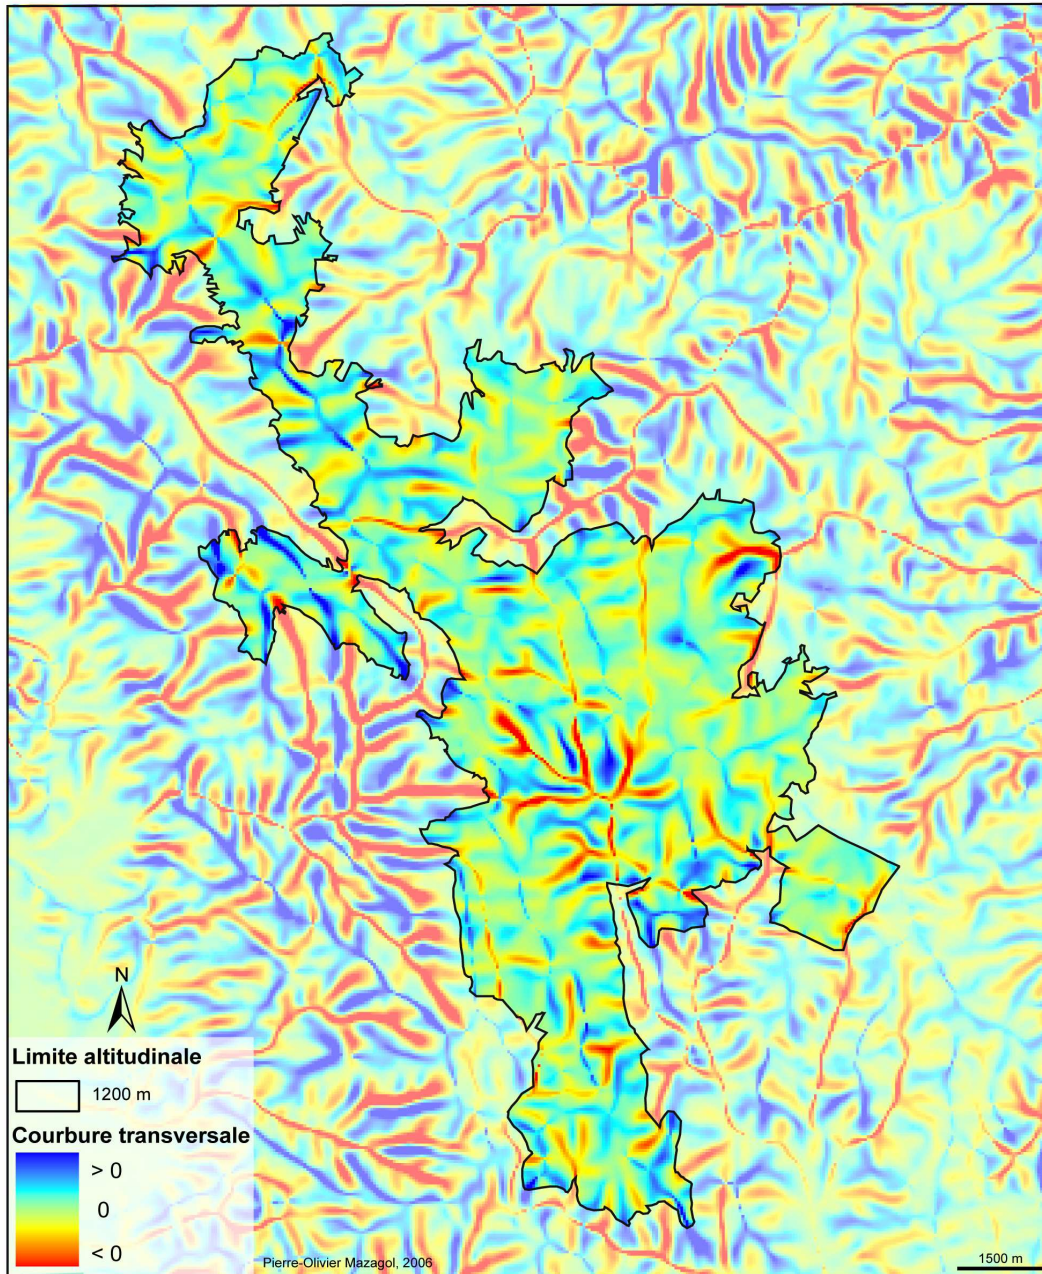 N
Limite altitudinale
1200 m
Courbure transversale
> 0
0
< 0
Pierre-Olivier Mazagol, 2006
1500 m